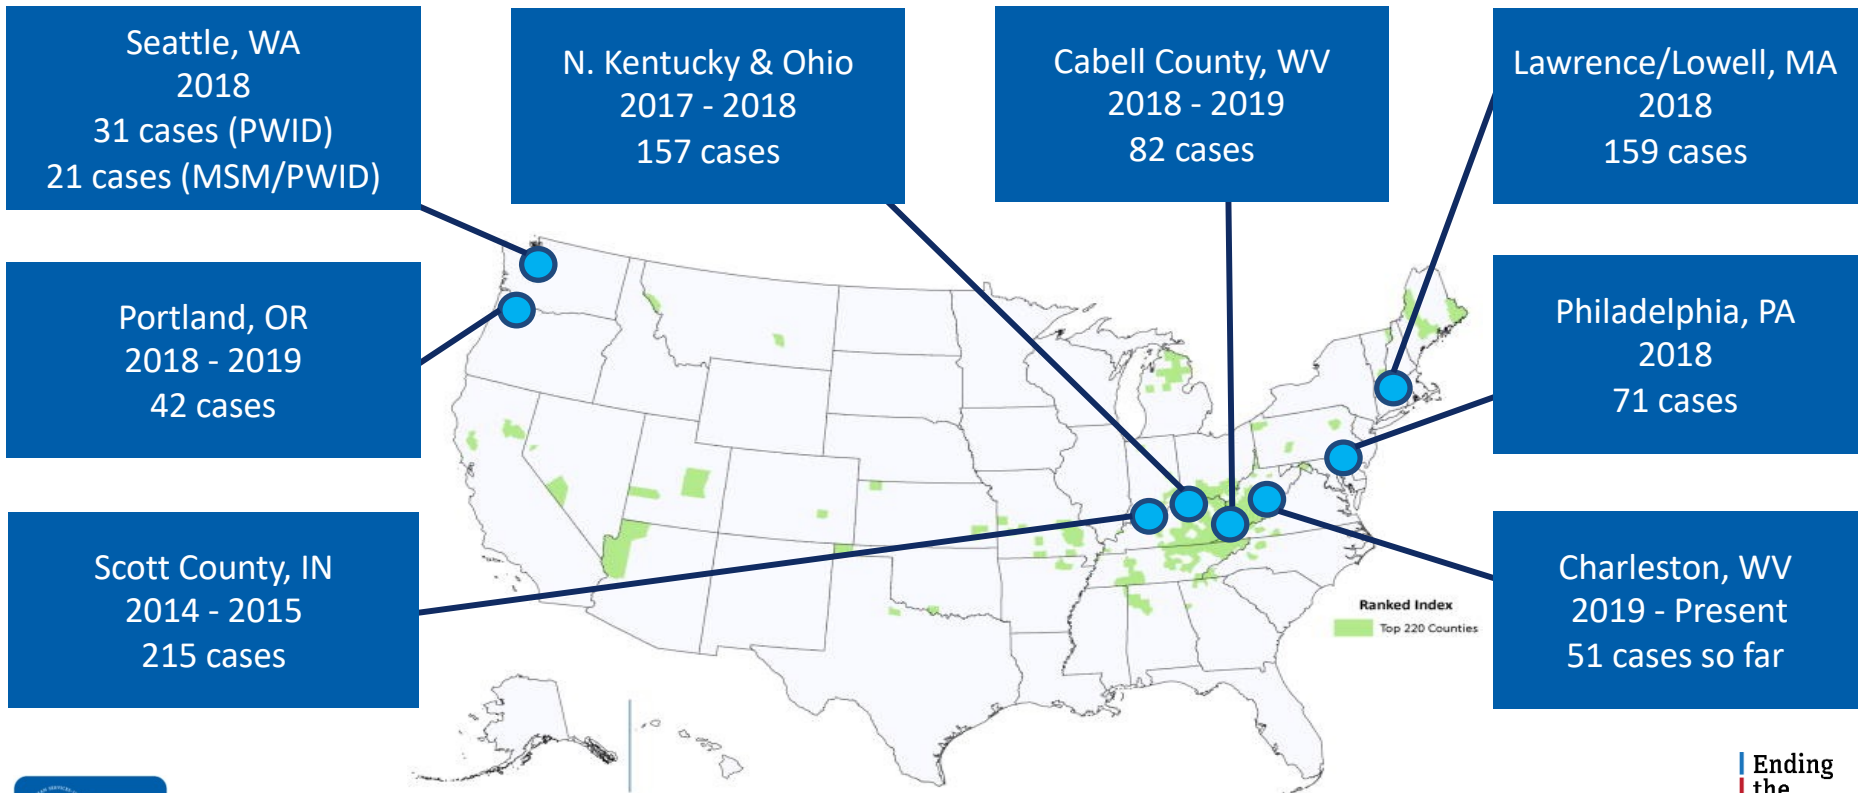 Seattle, WA
2018
31 cases (PWID)
21 cases (MSM/PWID)
N. Kentucky & Ohio
2017 - 2018
157 cases
Cabell County, WV
2018 - 2019
82 cases
Lawrence/Lowell, MA
2018
159 cases
Portland, OR
2018 - 2019
42 cases
Philadelphia, PA
2018
71 cases
Scott County, IN
2014 - 2015
215 cases
Charleston, WV
2019 - Present
51 cases so far
Ranked Index
Top 220 Counties
Ending
the